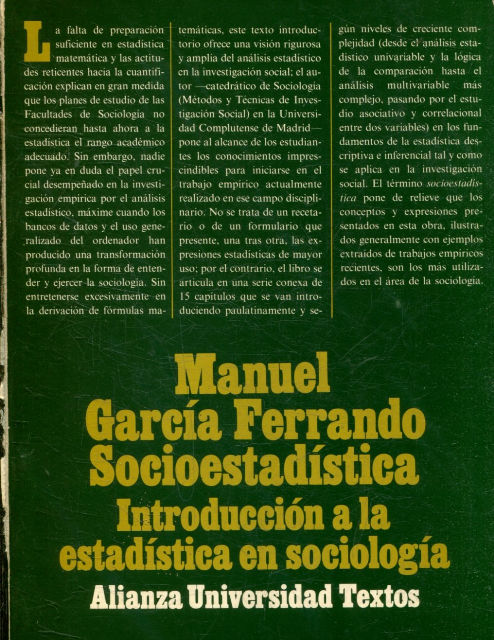 La falta de preparación
suficiente en estadística
matemática y las actitu-
des reticentes hacia la cuantifi-
cación explican en gran medida
que los planes de estudio de las
Facultades de Sociología no
concedieran hasta ahora a la
estadística el rango académico
adecuado. Sin embargo, nadie
pone ya en duda el papel cru-
cial desempeñado en la investi-
gación empírica por el análisis
estadístico, máxime cuando los
bancos de datos y el uso gene-
ralizado del ordenador han
producido una transformación
profunda en la forma de enten-
der y ejercer la sociología. Sin
entretenerse excesivamente en
la derivación de fórmulas ma-
temáticas, este texto introduc-
torio ofrece una visión rigurosa
y amplia del análisis estadístico
en la investigación social; el au-
tor —catedrático de Sociología
(Métodos y Técnicas de Inves-
tigación Social) en la Universi-
dad Complutense de Madrid—
pone al alcance de los estudian-
tes los conocimientos impres-
cindibles para iniciarse en el
trabajo empírico actualmente
realizado en ese campo discipli-
nario. No se trata de un receta-
rio o de un formulario que
presente, una tras otra, las ex-
presiones estadísticas de mayor
uso; por el contrario, el libro se
articula en una serie conexa de
15 capítulos que se van intro-
duciendo paulatinamente y se-
gún niveles de creciente com-
plejidad (desde el análisis esta-
dístico univariable y la lógica
de la comparación hasta el
análisis multivariable más
complejo, pasando por el estu-
dio asociativo y correlacional
entre dos variables) en los fun-
damentos de la estadística des-
criptiva e inferencial tal y como
se aplica en la investigación
social. El término socioestadís-
tica pone de relieve que los
conceptos y expresiones pre-
sentados en esta obra, ilustra-
dos generalmente con ejemplos
extraídos de trabajos empíricos
recientes, son los más utiliza-
dos en el área de la sociología.
Manuel
García Ferrando
Socioestadística
Introducción a la
estadística en sociología
Alianza Universidad Textos